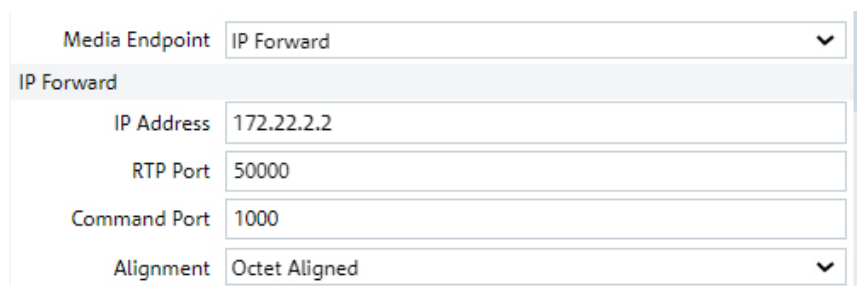 Media Endpoint IP Forward
IP Forward
IP Address 172.22.2.2
RTP Port 50000
Command Port 1000
Alignment Octet Aligned